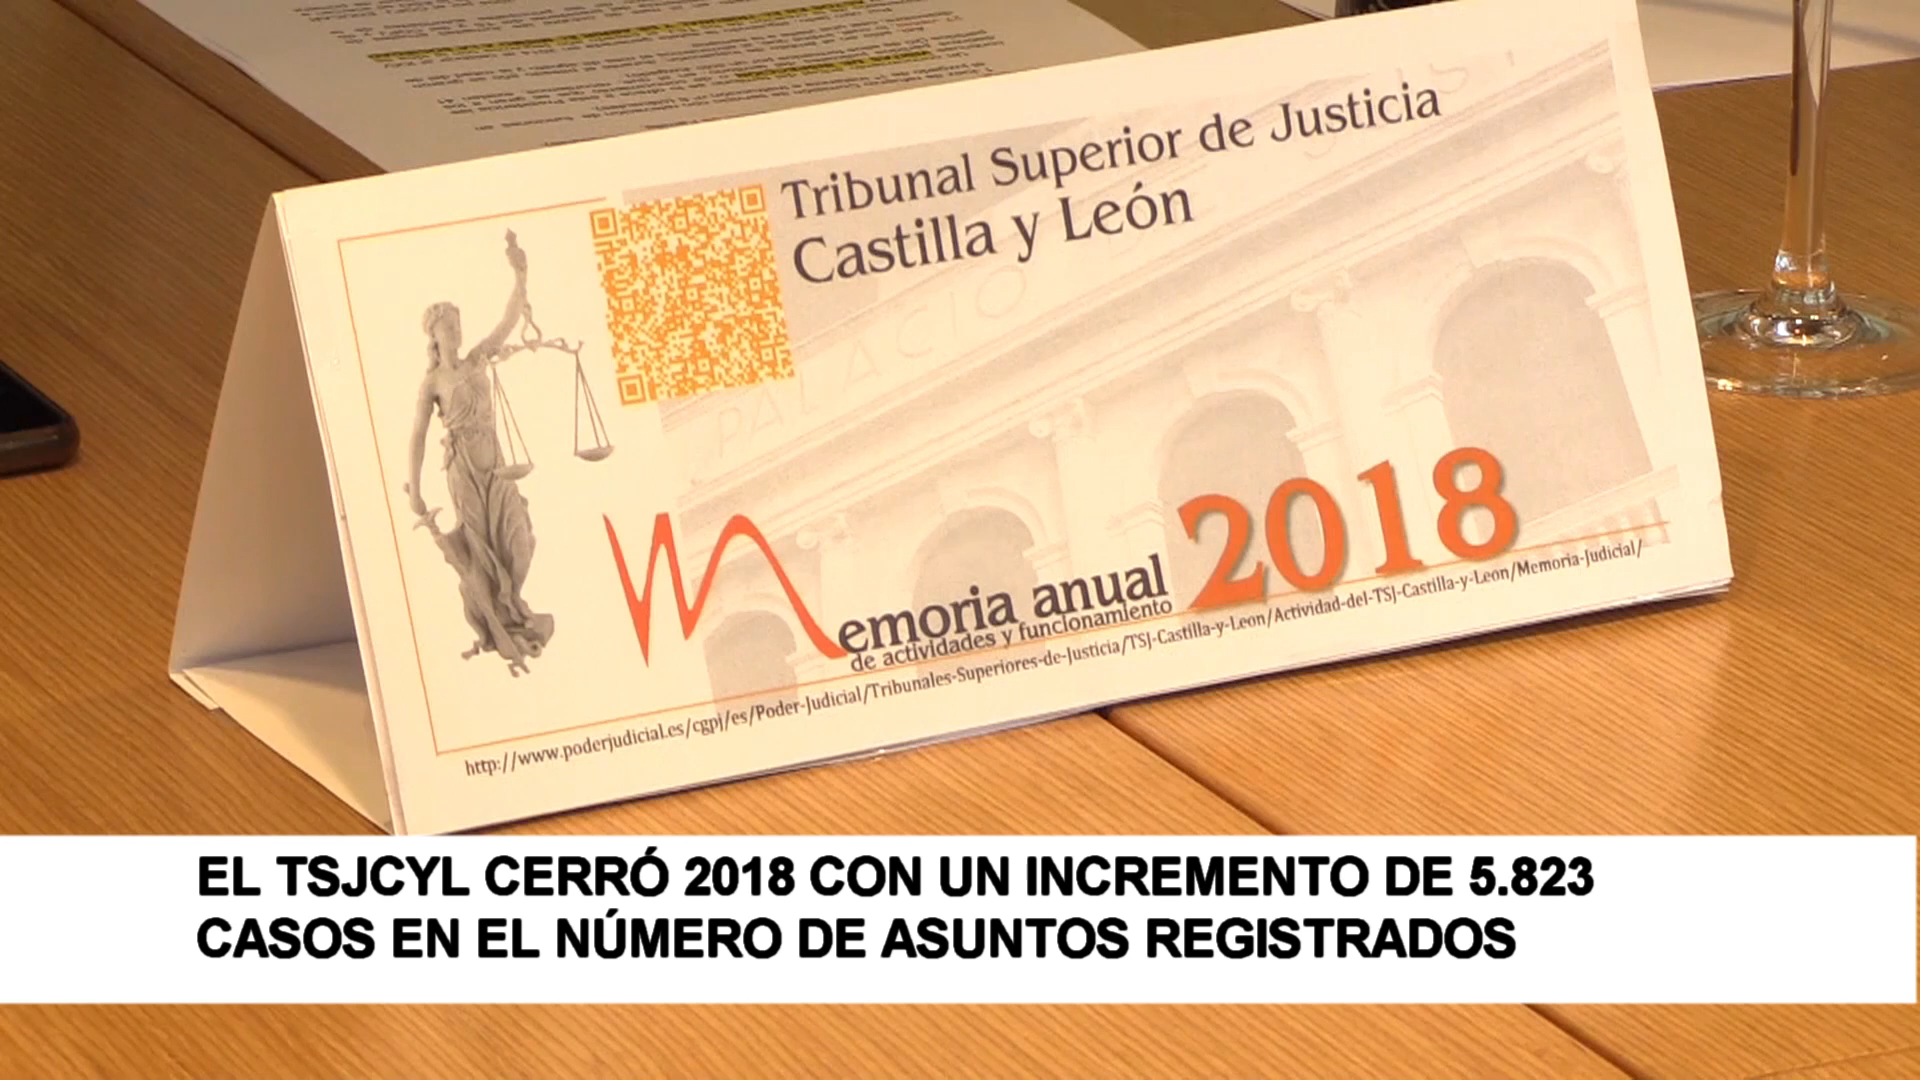 Tribunal Superior de Justicia
Castilla y León
PALACIO
Memoria anual 2018
de actividades y funcionamiento
http://www.poderjudicial.es/cgpj/es/Poder-Judicial/Tribunales-Superiores-de-Justicia/TSJ-Castilla-y-Leon/Actividad-del-TSJ-Castilla-y-Leon/Memoria-Judicial/
EL TSJCYL CERRÓ 2018 CON UN INCREMENTO DE 5.823
CASOS EN EL NÚMERO DE ASUNTOS REGISTRADOS